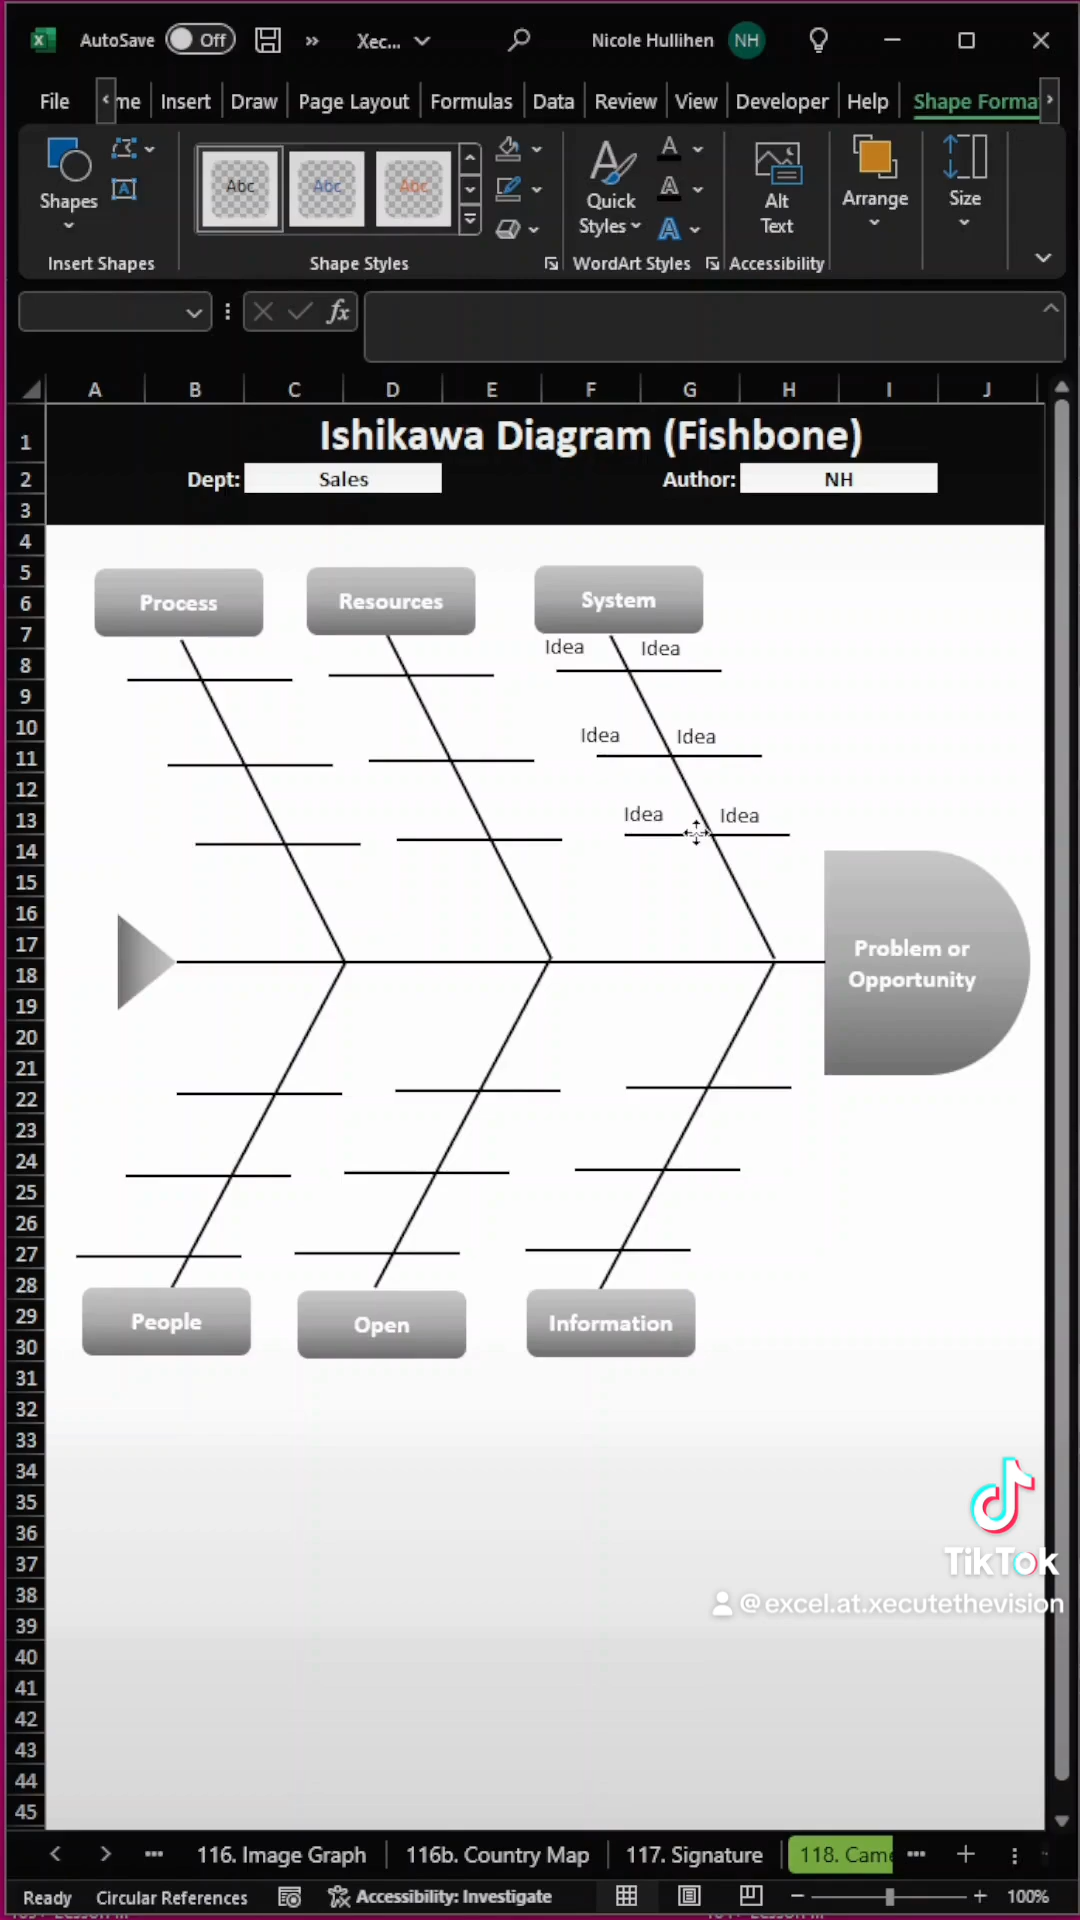 AutoSave Off » Xec... Nicole Hullihen NH
File me Insert Draw Page Layout Formulas Data Review View Developer Help Shape Forma
Shapes Abc Abc Abc Quick Styles A A A Alt Text Arrange Size
Insert Shapes Shape Styles WordArt Styles Accessibility
fx
A B C D E F G H I J
1 Ishikawa Diagram (Fishbone)
2 Dept: Sales Author: NH
3
4
5
6 Process Resources System
7
Idea Idea
8
9
10
Idea Idea
11
12
13 Idea Idea
14
15
16
17 Problem or
18 Opportunity
19
20
21
22
23
24
25
26
27
28
29 People Open Information
30
31
32
33
34
35
36
37
TikTok
38 @excel.at.xecutethevision
39
40
41
42
43
44
45
... 116. Image Graph 116b. Country Map 117. Signature 118. Came ... +
Ready Circular References Accessibility: Investigate − + 100%